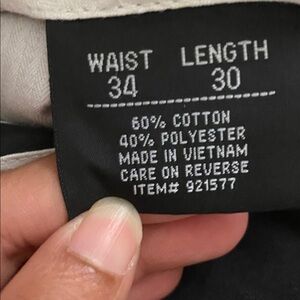 WAIST LENGTH
34 30
60% COTTON
40% POLYESTER
MADE IN VIETNAM
CARE ON REVERSE
ITEM# 921577